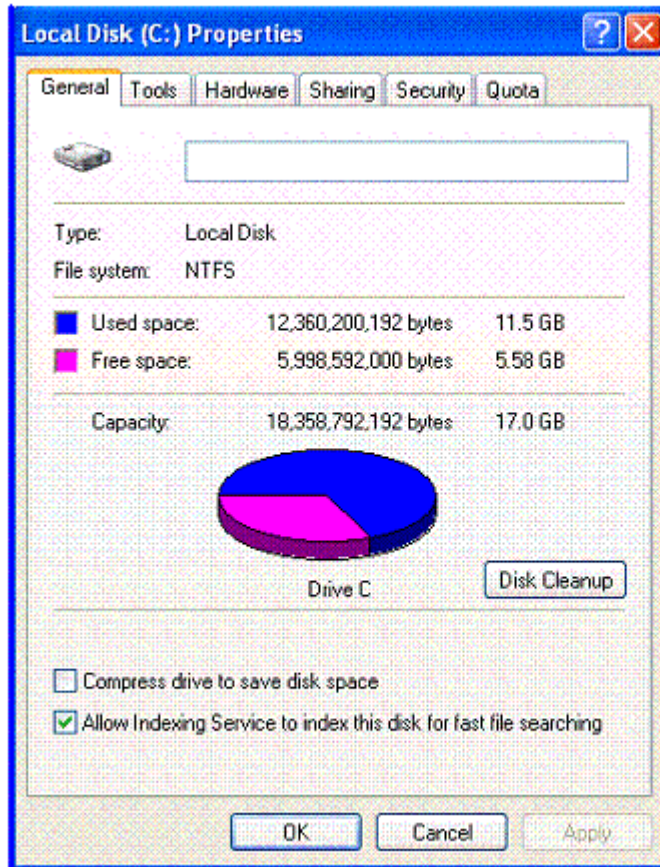 Local Disk (C:) Properties
?
General Tools Hardware Sharing Security Quota
Type: Local Disk
File system: NTFS
Used space: 12,360,200,192 bytes 11.5 GB
Free space: 5,998,592,000 bytes 5.58 GB
Capacity: 18,358,792,192 bytes 17.0 GB
Drive C
Disk Cleanup
Compress drive to save disk space
Allow Indexing Service to index this disk for fast file searching
OK Cancel Apply